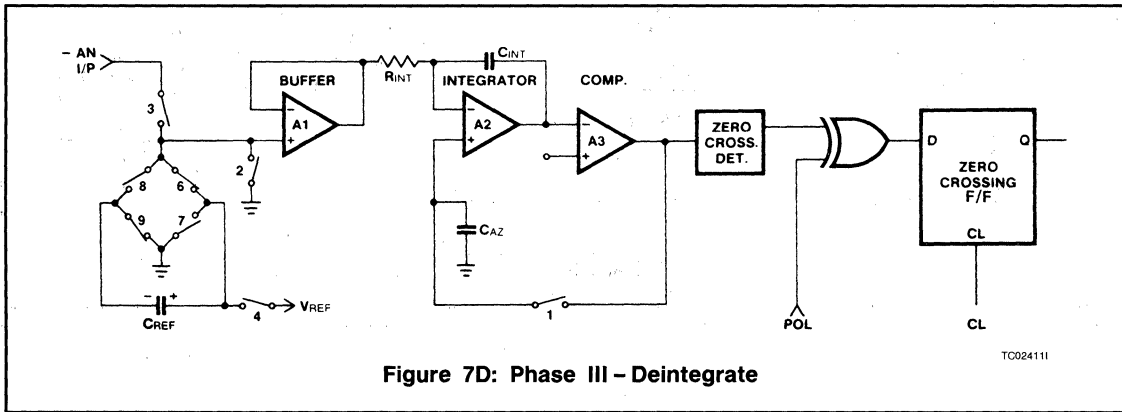 – AN
I/P
3
8
6
9
7
2
– +
CREF
4
VREF
BUFFER
–
A1
+
RINT
CINT
INTEGRATOR
–
A2
+
CAZ
1
COMP.
–
A3
+
ZERO
CROSS.
DET.
POL
D
Q
ZERO
CROSSING
F/F
CL
CL
TC02411I
Figure 7D: Phase III – Deintegrate